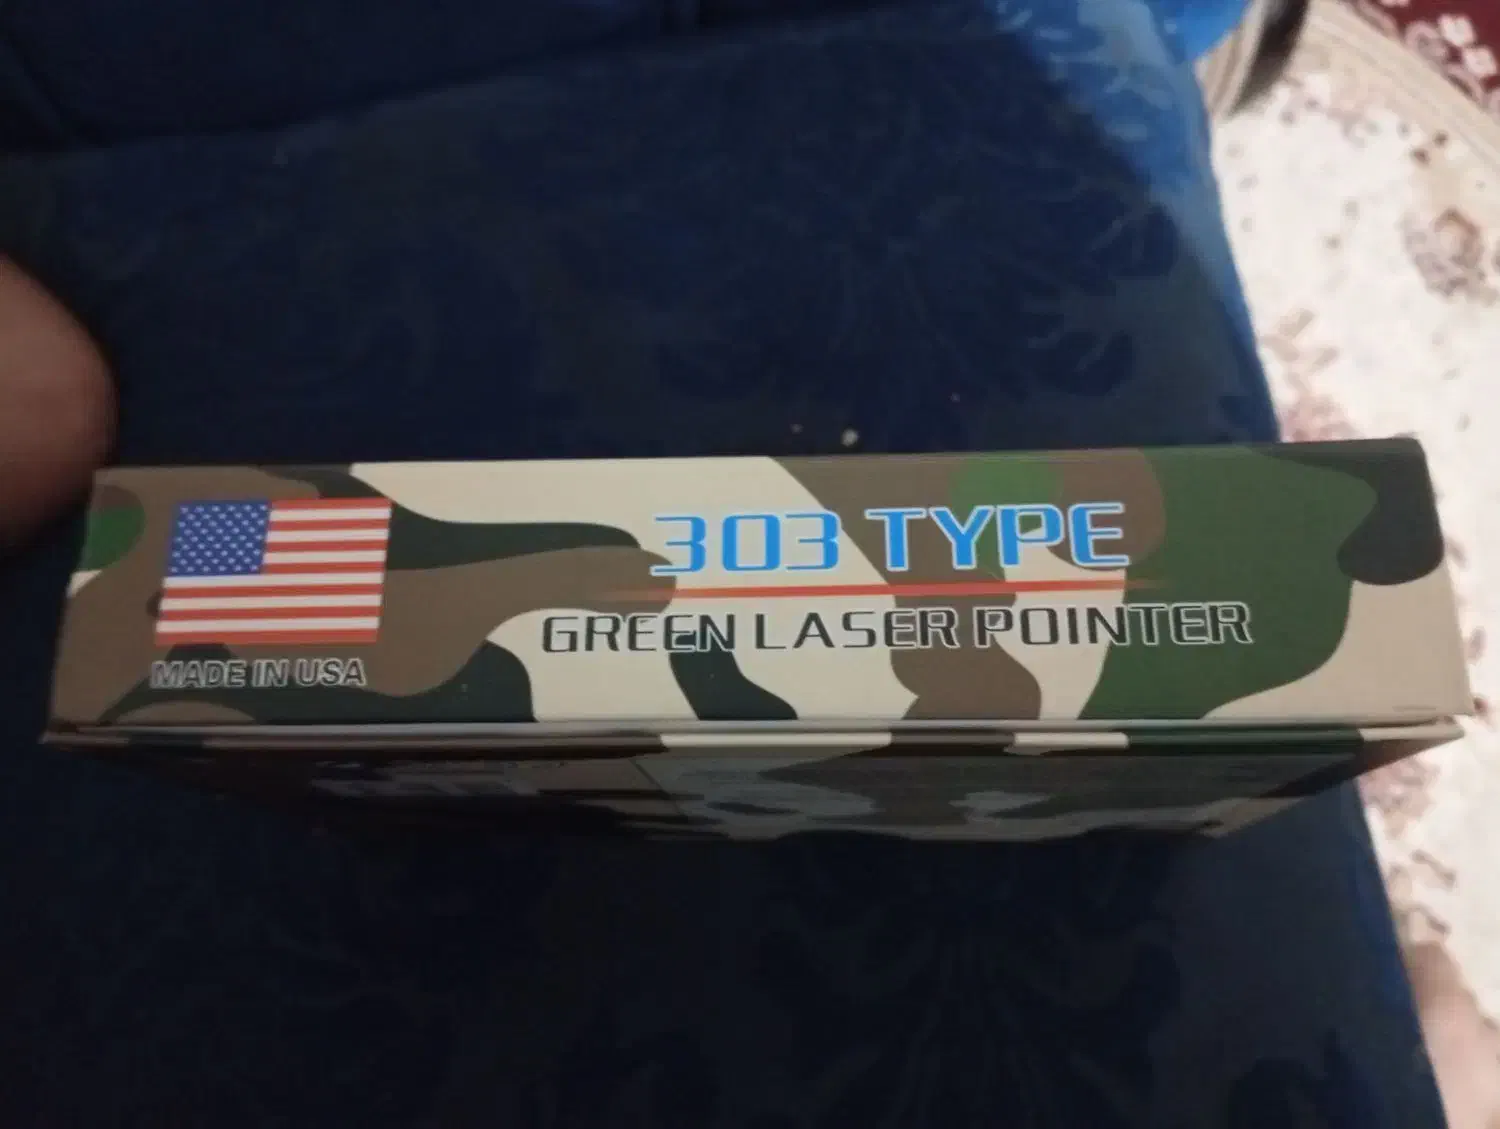 303 TYPE
GREEN LASER POINTER
MADE IN USA